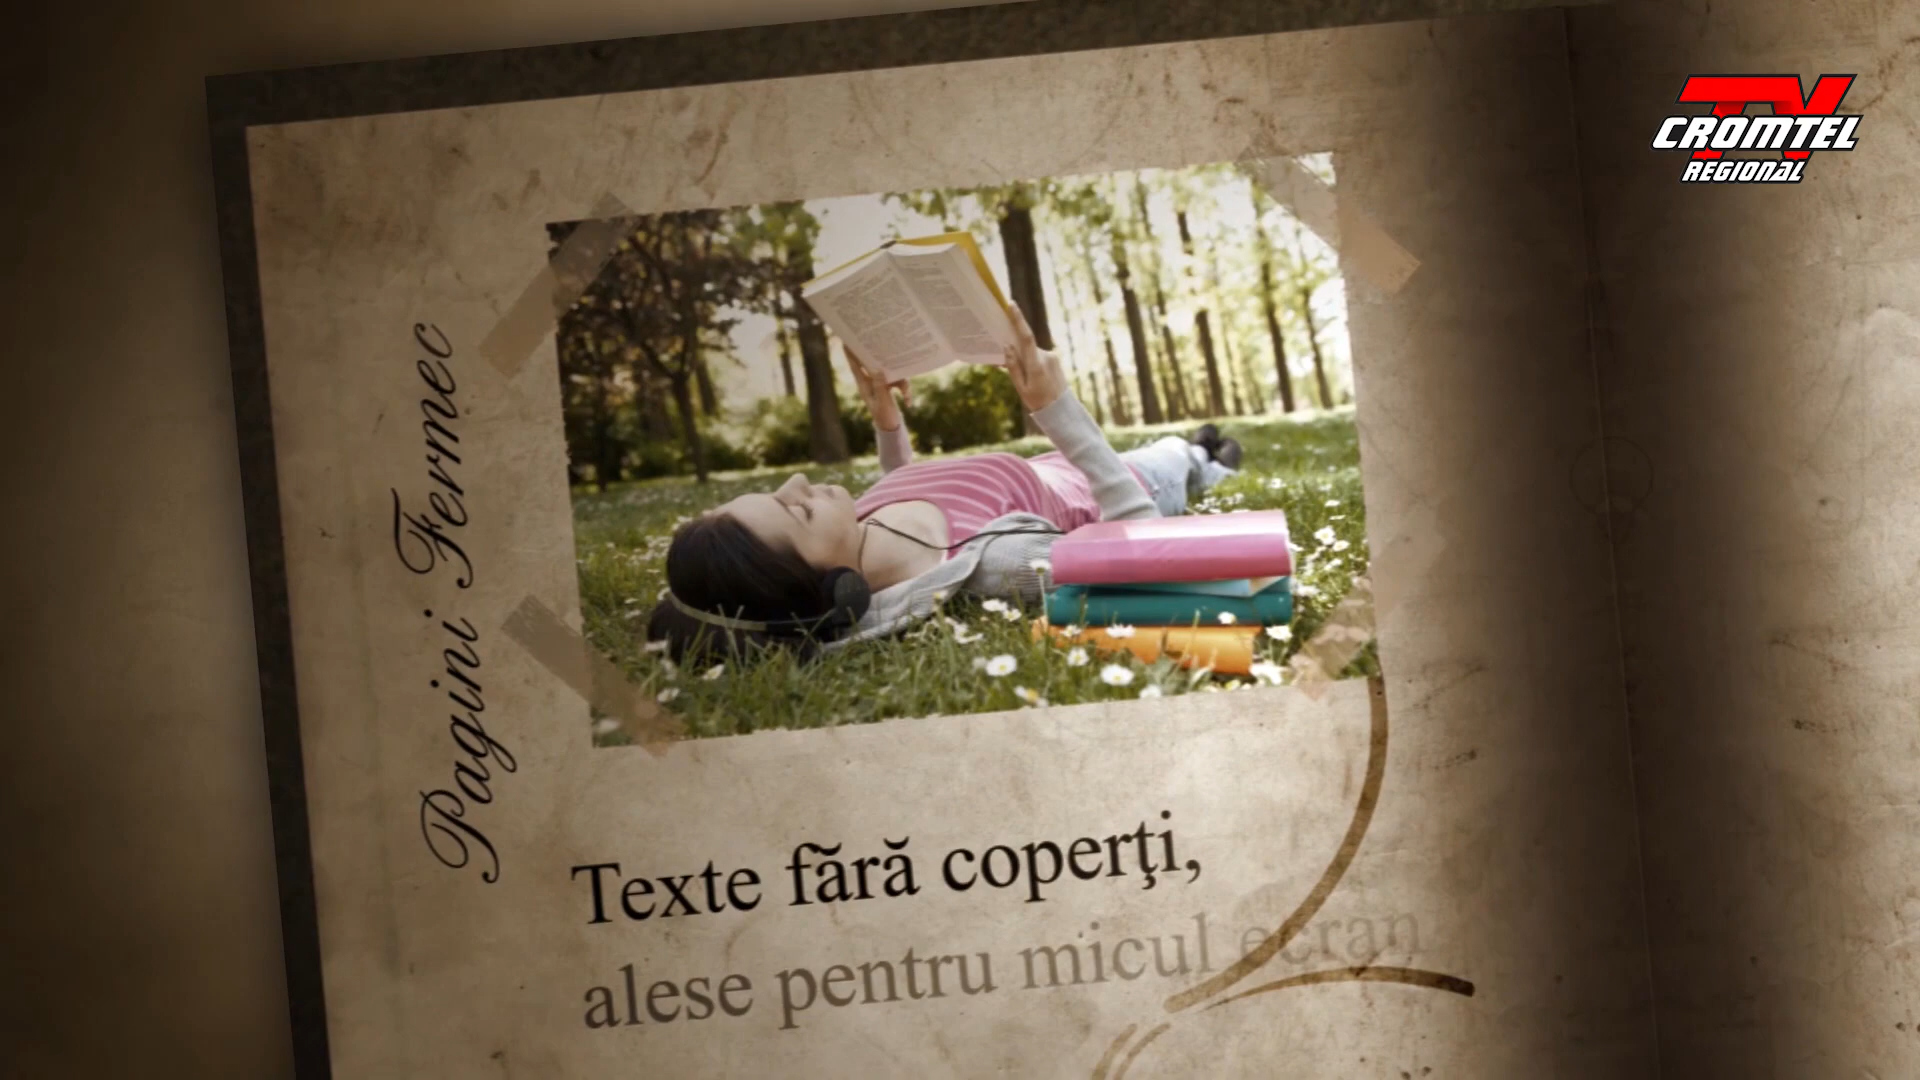 TV
CROMTEL
REGIONAL
Pagini Fermec
Texte fără coperţi,
alese pentru micul ecran